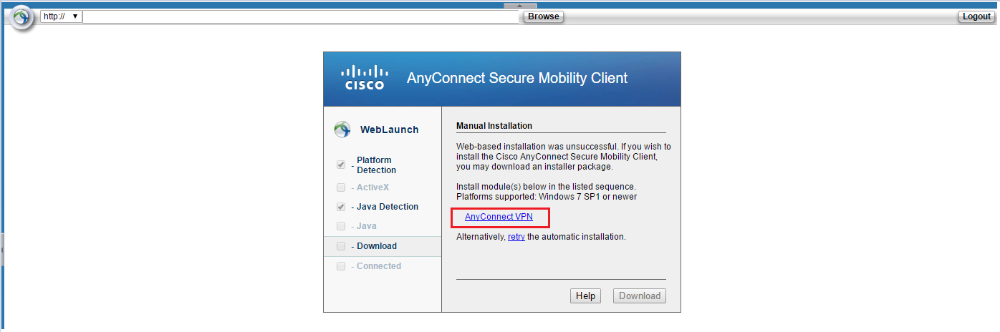 http:// ▼ Browse Logout
CISCO AnyConnect Secure Mobility Client
WebLaunch
- Platform
Detection
- ActiveX
- Java Detection
- Java
- Download
- Connected
Manual Installation
Web-based installation was unsuccessful. If you wish to
install the Cisco AnyConnect Secure Mobility Client,
you may download an installer package.
Install module(s) below in the listed sequence.
Platforms supported: Windows 7 SP1 or newer
AnyConnect VPN
Alternatively, retry the automatic installation.
Help Download